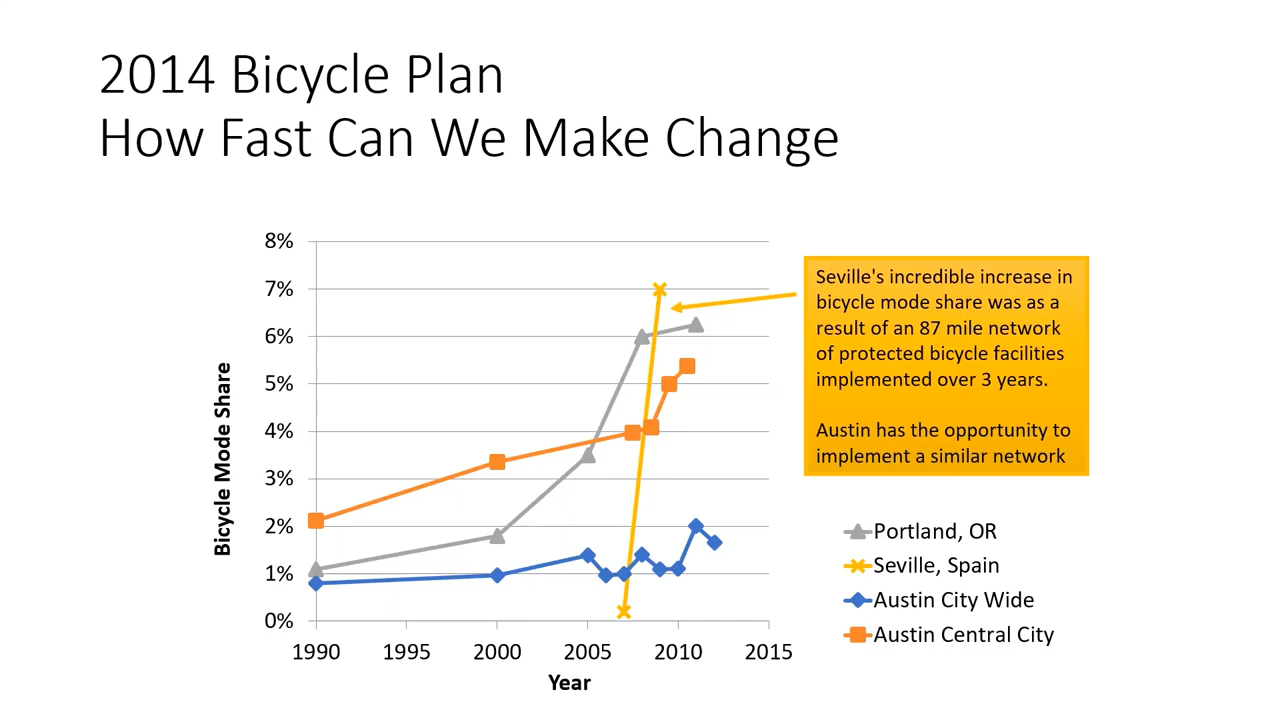 2014 Bicycle Plan
How Fast Can We Make Change
8%
7%
6%
5%
4%
3%
2%
1%
0%
Bicycle Mode Share
1990 1995 2000 2005 2010 2015
Year
Seville's incredible increase in
bicycle mode share was as a
result of an 87 mile network
of protected bicycle facilities
implemented over 3 years.
Austin has the opportunity to
implement a similar network
Portland, OR
Seville, Spain
Austin City Wide
Austin Central City